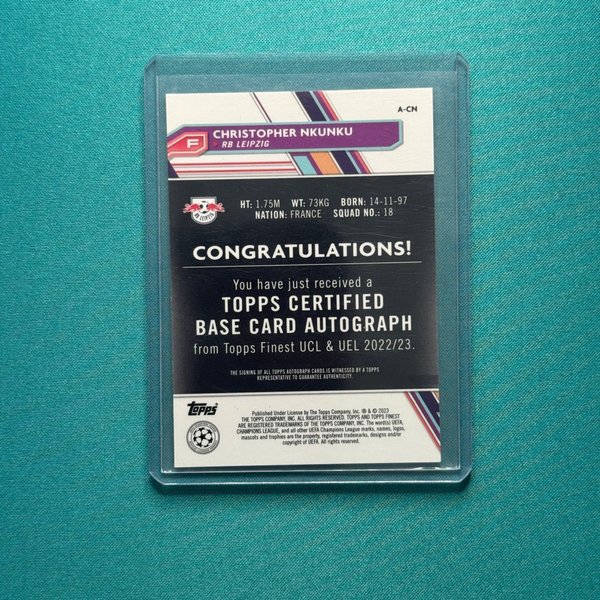 A-CN
F
CHRISTOPHER NKUNKU
RB LEIPZIG
RB LEIPZIG
HT: 1.75M WT: 73KG BORN: 14-11-97
NATION: FRANCE SQUAD NO.: 18
CONGRATULATIONS!
You have just received a
TOPPS CERTIFIED
BASE CARD AUTOGRAPH
from Topps Finest UCL & UEL 2022/23.
THE SIGNING OF ALL TOPPS AUTOGRAPH CARDS IS WITNESSED BY A TOPPS
REPRESENTATIVE TO GUARANTEE AUTHENTICITY.
Topps
Published Under License by The Topps Company, Inc. ® & © 2023
THE TOPPS COMPANY, INC. ALL RIGHTS RESERVED. TOPPS AND TOPPS FINEST
ARE REGISTERED TRADEMARKS OF THE TOPPS COMPANY, INC. The word(s) UEFA,
CHAMPIONS LEAGUE, and all other UEFA Champions League marks, names, logos,
mascots and trophies are the property, registered trademarks, designs and/or
copyright of UEFA. All rights reserved.